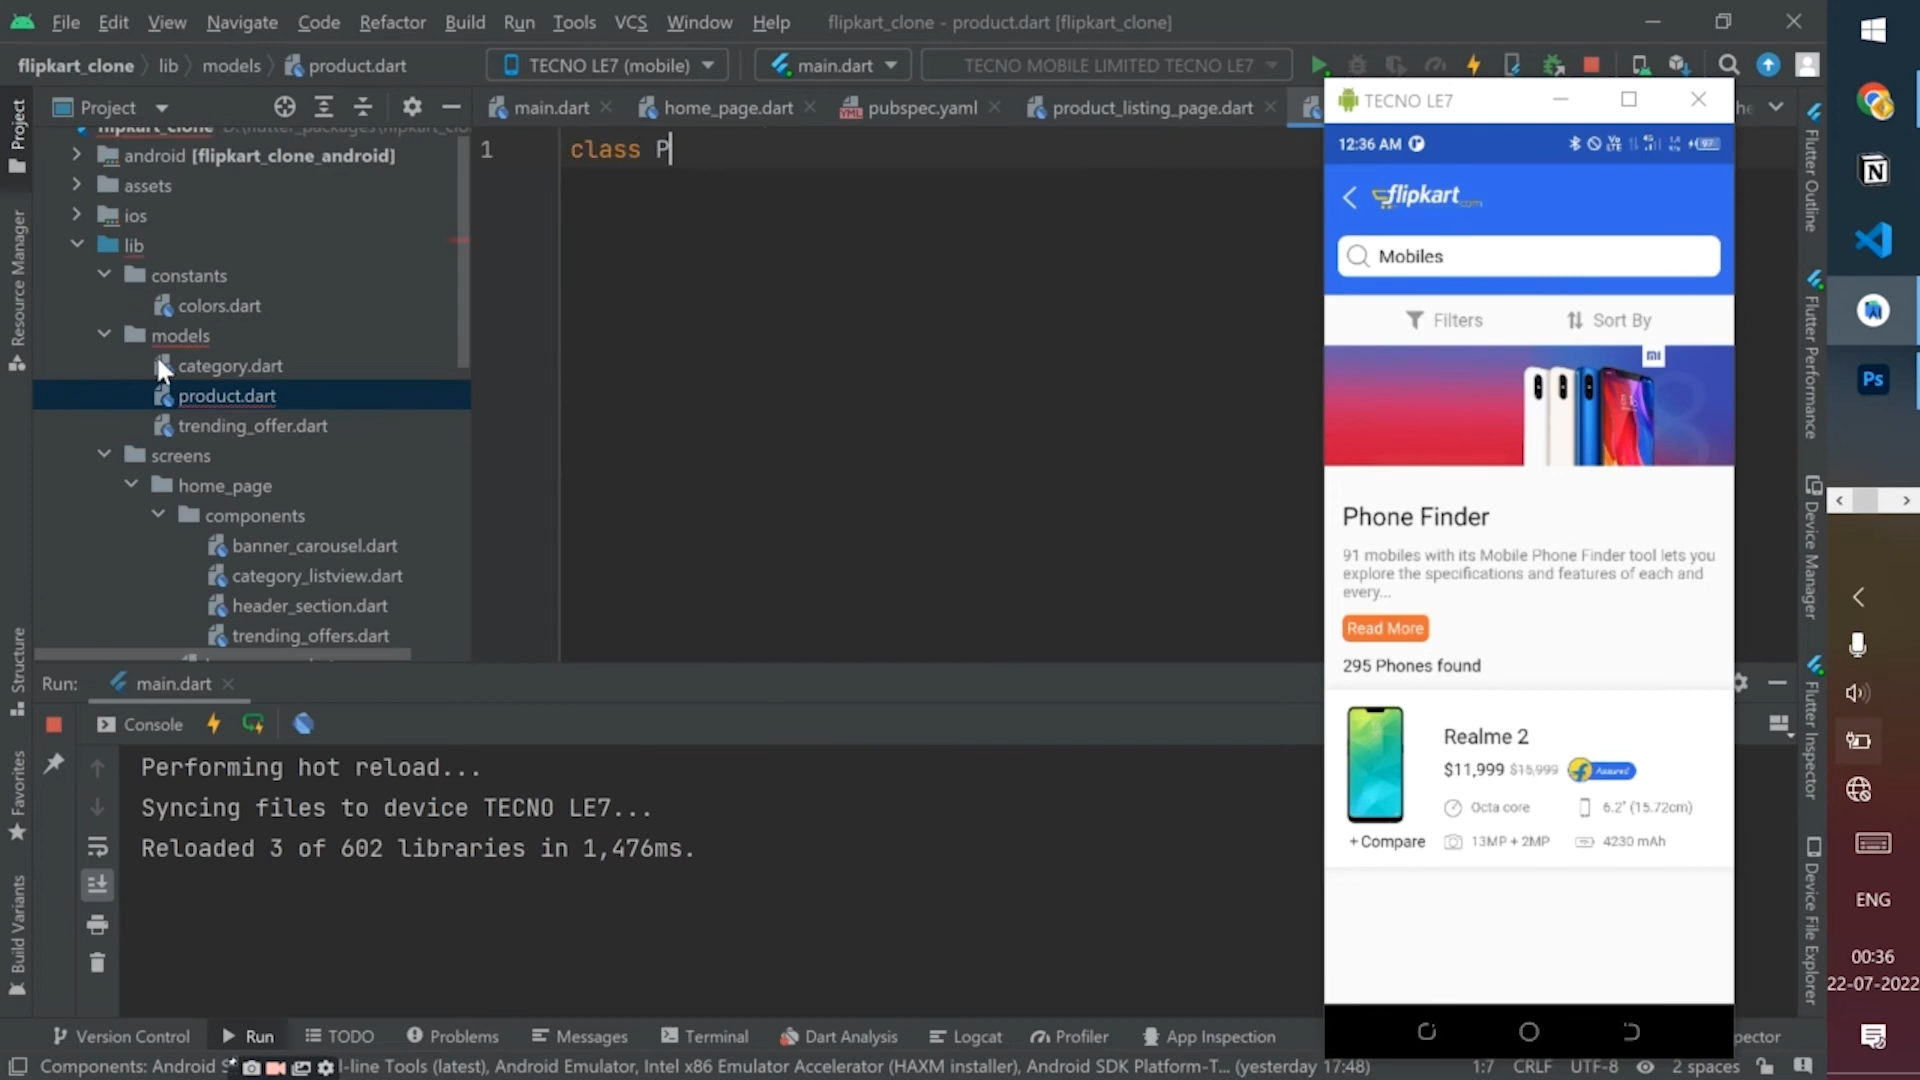 File Edit View Navigate Code Refactor Build Run Tools VCS Window Help flipkart_clone - product.dart [flipkart_clone]
flipkart_clone lib models product.dart TECNO LE7 (mobile) main.dart TECNO MOBILE LIMITED TECNO LE7
Project main.dart home_page.dart pubspec.yaml product_listing_page.dart
flipkart_clone
android [flipkart_clone_android]
assets
ios
lib
constants
colors.dart
models
category.dart
product.dart
trending_offer.dart
screens
home_page
components
banner_carousel.dart
category_listview.dart
header_section.dart
trending_offers.dart
1 class P
Project
Resource Manager
Structure
Favorites
Build Variants
Run: main.dart
Console
Performing hot reload...
Syncing files to device TECNO LE7...
Reloaded 3 of 602 libraries in 1,476ms.
TECNO LE7
12:36 AM
flipkart.com
Mobiles
Filters Sort By
mi
Phone Finder
91 mobiles with its Mobile Phone Finder tool lets you
explore the specifications and features of each and
every...
Read More
295 Phones found
Realme 2
$11,999 $15,999 Assured
Octa core 6.2" (15.72cm)
+ Compare 13MP + 2MP 4230 mAh
Flutter Outline
Flutter Performance
Device Manager
Flutter Inspector
Device File Explorer
Ps
ENG
00:36
22-07-2022
Version Control Run TODO Problems Messages Terminal Dart Analysis Logcat Profiler App Inspection
Components: Android S l-line Tools (latest), Android Emulator, Intel x86 Emulator Accelerator (HAXM installer), Android SDK Platform-T... (yesterday 17:48) 1:7 CRLF UTF-8 2 spaces